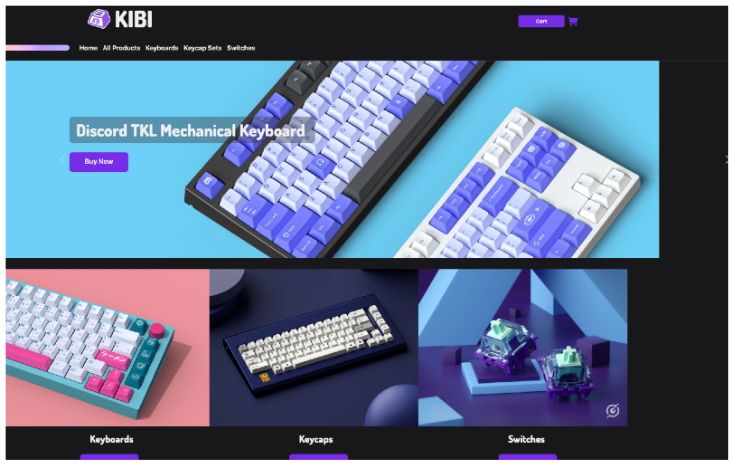 KIBI
Cart
Home All Products Keyboards Keycap Sets Switches
Discord TKL Mechanical Keyboard
Buy Now
Keyboards Keycaps Switches